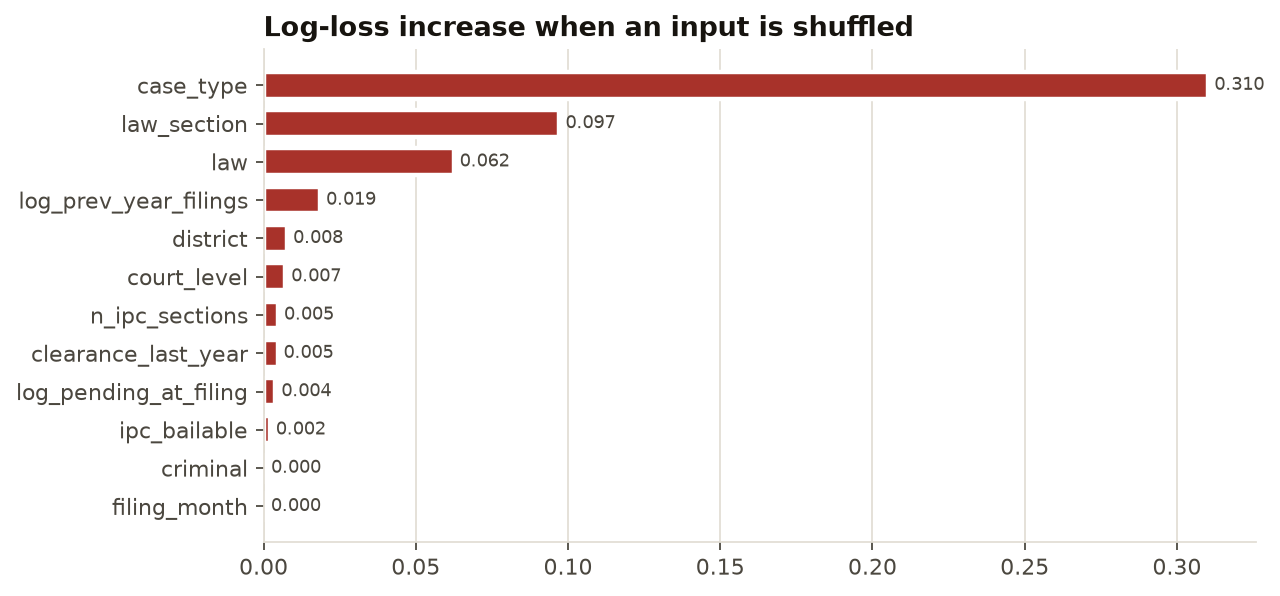 Log-loss increase when an input is shuffled
case_type 0.310
law_section 0.097
law 0.062
log_prev_year_filings 0.019
district 0.008
court_level 0.007
n_ipc_sections 0.005
clearance_last_year 0.005
log_pending_at_filing 0.004
ipc_bailable 0.002
criminal 0.000
filing_month 0.000
0.00 0.05 0.10 0.15 0.20 0.25 0.30